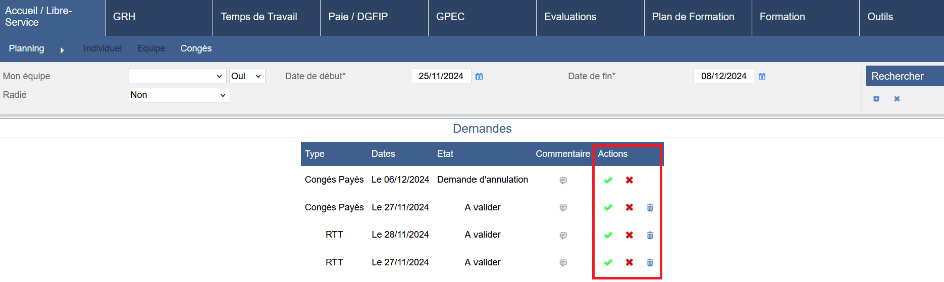 Accueil / Libre-
Service
GRH
Temps de Travail
Paie / DGFIP
GPEC
Evaluations
Plan de Formation
Formation
Outils
Planning
Individuel
Equipe
Congés
Mon équipe
Oui
Date de début*
25/11/2024
Date de fin*
08/12/2024
Rechercher
Radié
Non
Demandes
Type Dates Etat Commentaire Actions
Congés Payès Le 06/12/2024 Demande d'annulation
Congés Payès Le 27/11/2024 A valider
RTT Le 28/11/2024 A valider
RTT Le 27/11/2024 A valider